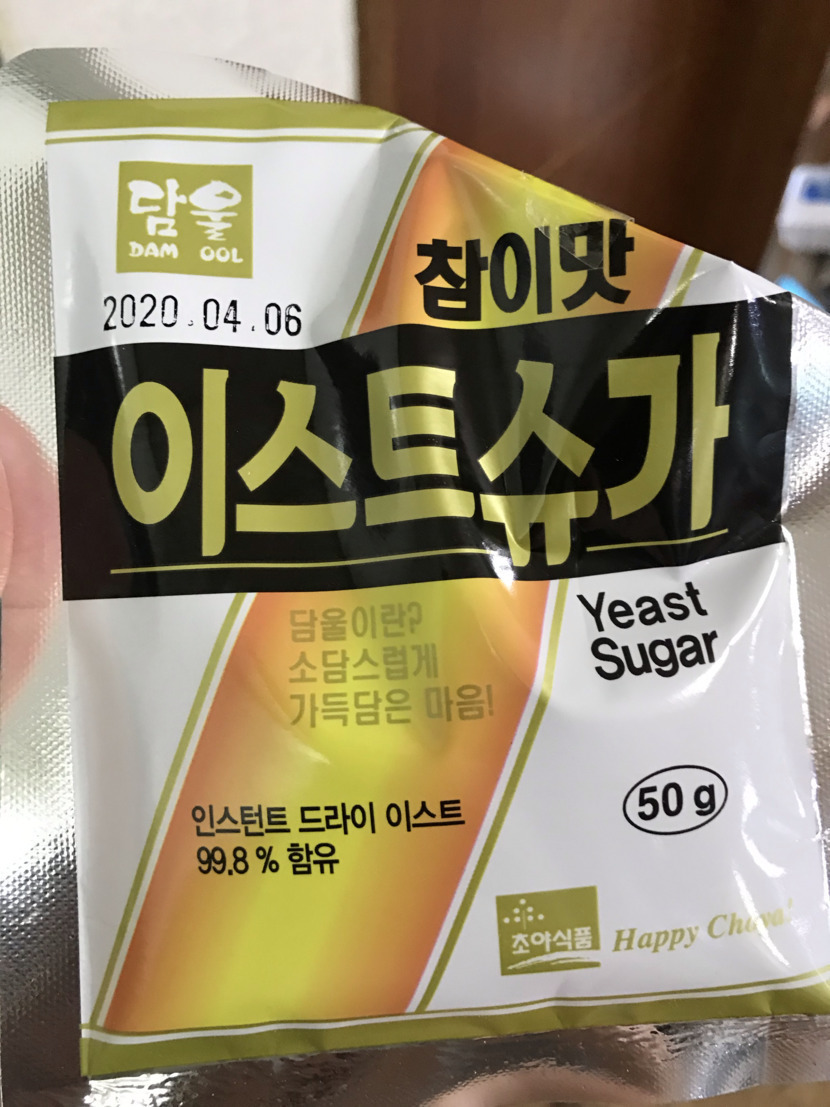 담울
DAM OOL
2020.04.06
참이맛
이스트슈가
Yeast
Sugar
담울이란?
소담스럽게
가득담은 마음!
50 g
인스턴트 드라이 이스트
99.8 % 함유
초야식품
Happy Choya!